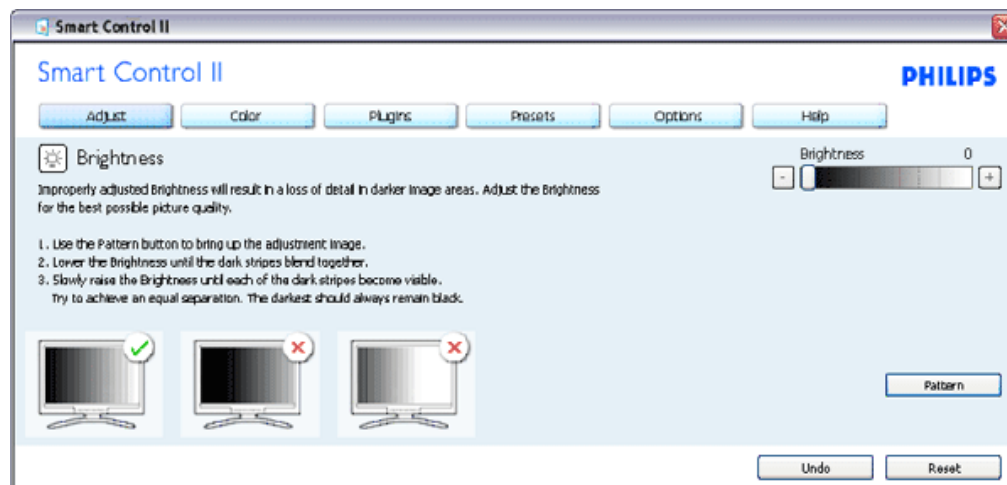 Smart Control II
Smart Control II
PHILIPS
Adjust Color Plugins Presets Options Help
Brightness
Brightness 0
Improperly adjusted Brightness will result in a loss of detail in darker image areas. Adjust the Brightness
for the best possible picture quality.
- +
1. Use the Pattern button to bring up the adjustment image.
2. Lower the Brightness until the dark stripes blend together.
3. Slowly raise the Brightness until each of the dark stripes become visible.
Try to achieve an equal separation. The darkest should always remain black.
Pattern
Undo Reset